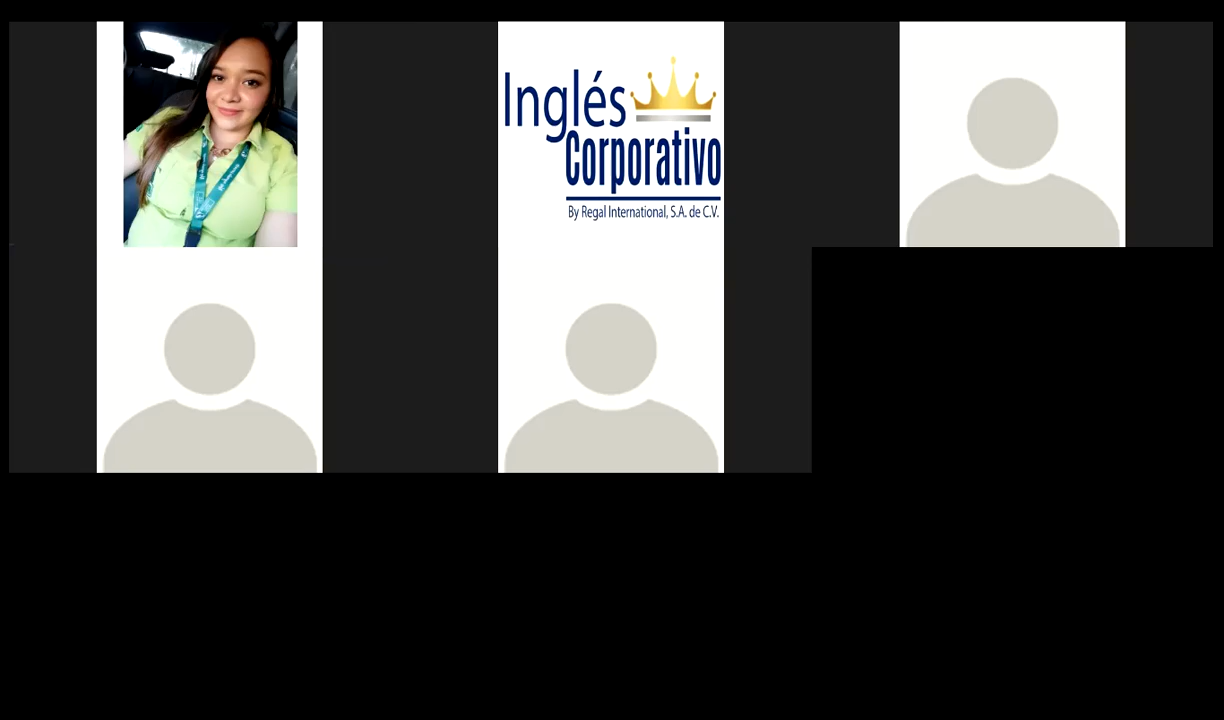 Inglés
Corporativo
By Regal International, S.A. de C.V.